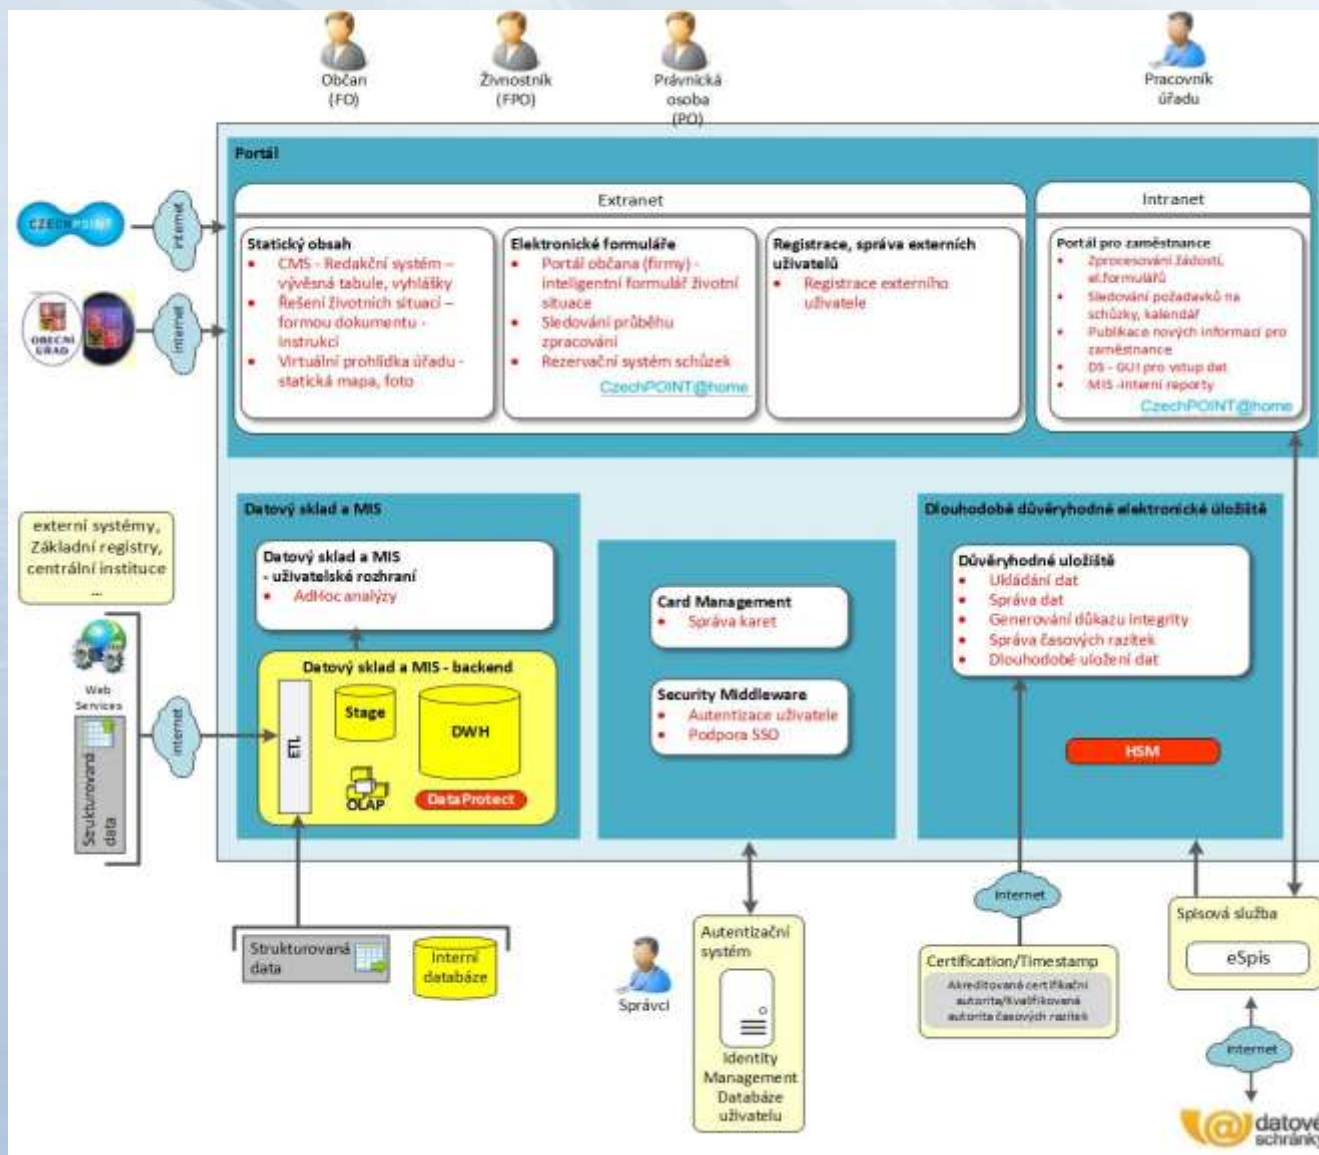 Občan
(FO)
Živnostník
(FPO)
Právnická
osoba
(PO)
Pracovník
úřadu
Portál
CZECHPOINT
internet
OBECNÍ
ÚŘAD
internet
Extranet
Statický obsah
CMS - Redakční systém –
vývěsná tabule, vyhlášky
Řešení životních situací –
formou dokumentu -
instrukcí
Virtuální prohlídka úřadu -
statická mapa, foto
Elektronické formuláře
Portál občana (firmy) -
inteligentní formulář životní
situace
Sledování průběhu
zpracování
Rezervační systém schůzek
CzechPOINT@home
Registrace, správa externích
uživatelů
Registrace externího
uživatele
Intranet
Portál pro zaměstnance
Zprocesování žádostí,
el.formulářů
Sledování požadavků na
schůzky, kalendář
Publikace nových informací pro
zaměstnance
DS - GUI pro vstup dat
MIS -Interní reporty
CzechPOINT@home
externí systémy,
Základní registry,
centrální instituce
...
Web
Services
Strukturovaná
data
internet
Datový sklad a MIS
Datový sklad a MIS
- uživatelské rozhraní
AdHoc analýzy
Datový sklad a MIS - backend
ETL
Stage
DWH
OLAP
DataProtect
Card Management
Správa karet
Security Middleware
Autentizace uživatele
Podpora SSO
Dlouhodobé důvěryhodné elektronické úložiště
Důvěryhodné uložiště
Ukládání dat
Správa dat
Generování důkazu integrity
Správa časových razítek
Dlouhodobé uložení dat
HSM
Strukturovaná
data
Interní
databáze
Správci
Autentizační
systém
Identity
Management
Databáze
uživatelu
internet
Certification/Timestamp
Akreditovaná certifikační
autorita/Kvalifikovaná
autorita časových razítek
Spisová služba
eSpis
internet
datové
schránky